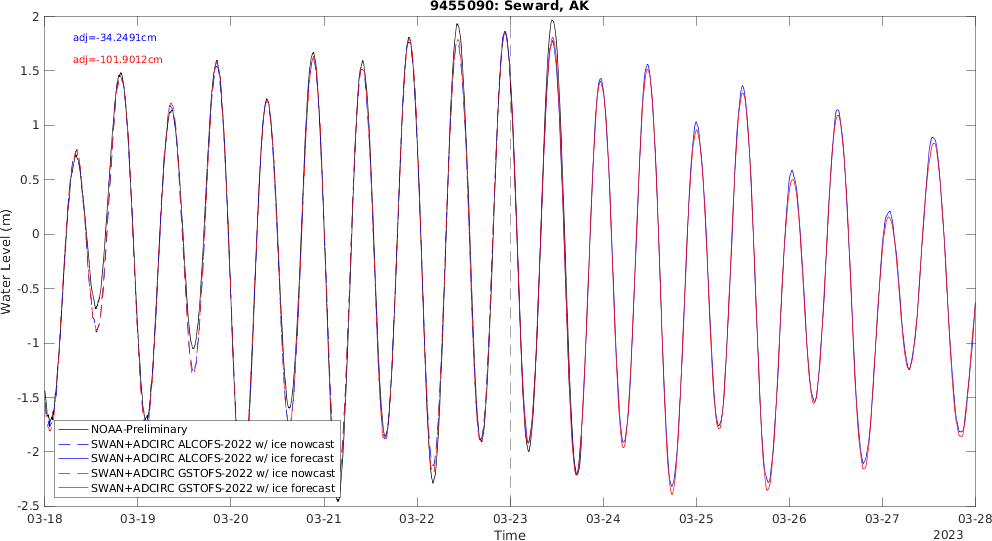 9455090: Seward, AK
adj=-34.2491cm
adj=-101.9012cm
Water Level (m)
2
1.5
1
0.5
0
-0.5
-1
-1.5
-2
-2.5
NOAA-Preliminary
SWAN+ADCIRC ALCOFS-2022 w/ ice nowcast
SWAN+ADCIRC ALCOFS-2022 w/ ice forecast
SWAN+ADCIRC GSTOFS-2022 w/ ice nowcast
SWAN+ADCIRC GSTOFS-2022 w/ ice forecast
03-18 03-19 03-20 03-21 03-22 03-23 03-24 03-25 03-26 03-27 03-28
Time
2023